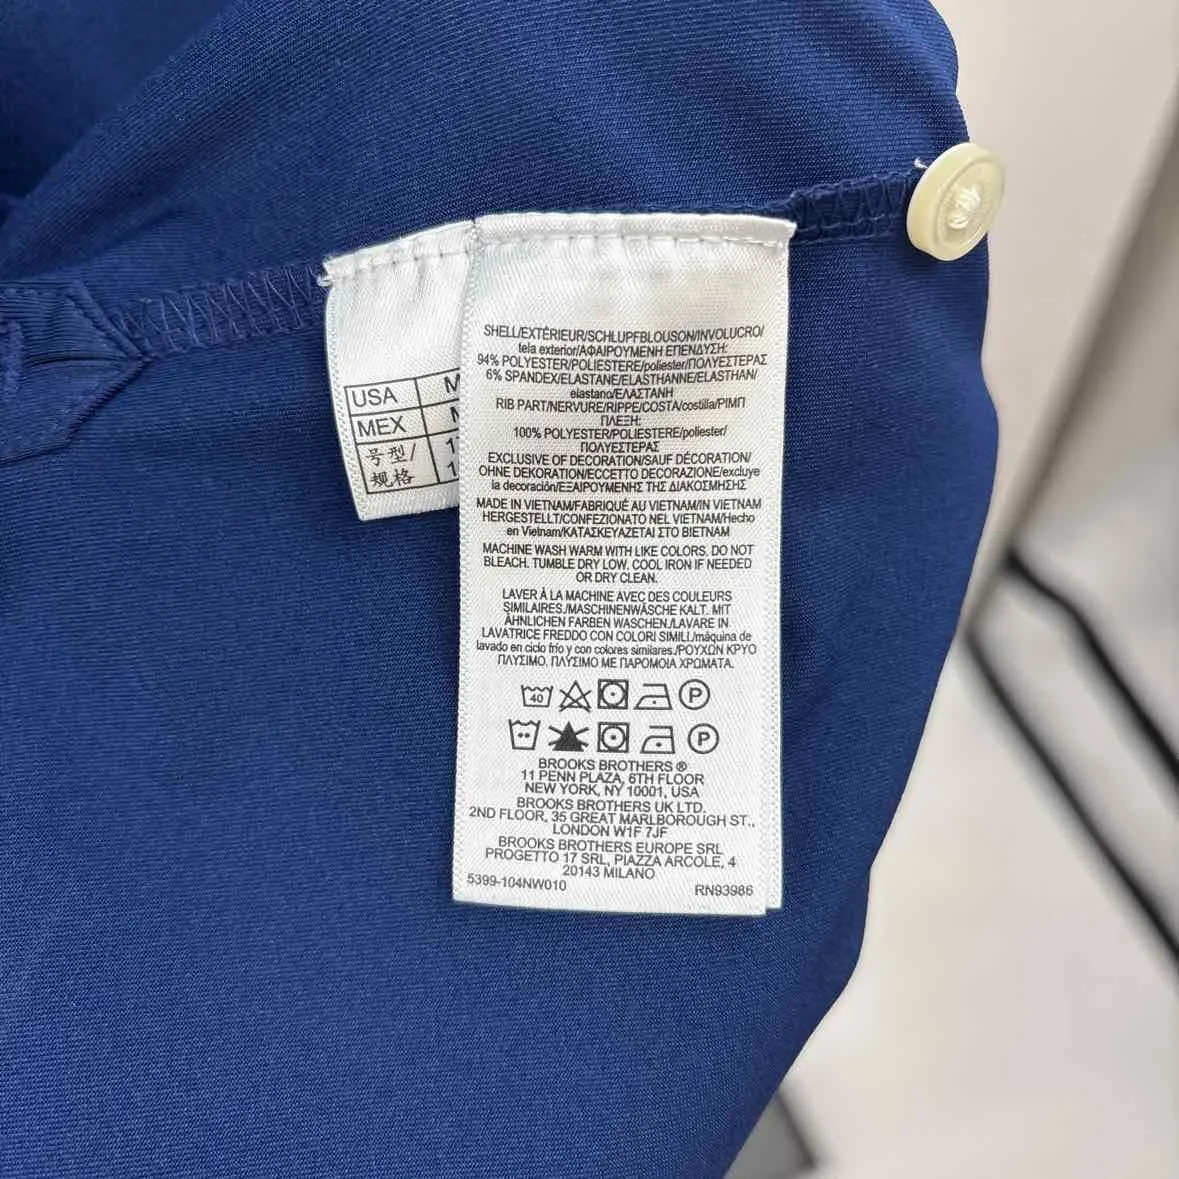 USA M
MEX
号型/
规格
SHELL/EXTÉRIEUR/SCHLUPFBLOUSON/INVOLUCRO/
tela exterior/ΑΦΑΙΡΟΥΜΕΝΗ ΕΠΕΝΔΥΣΗ:
94% POLYESTER/POLIESTERE/poliester/ΠΟΛΥΕΣΤΕΡΑΣ
6% SPANDEX/ELASTANE/ELASTHANNE/ELASTHAN/
elastano/ΕΛΑΣΤΑΝΗ
RIB PART/NERVURE/RIPPE/COSTA/costilla/ΡΙΜΠ
ΠΛΕΞΗ:
100% POLYESTER/POLIESTERE/poliester/
ΠΟΛΥΕΣΤΕΡΑΣ
EXCLUSIVE OF DECORATION/SAUF DÉCORATION/
OHNE DEKORATION/ECCETTO DECORAZIONE/excluye
la decoración/ΕΞΑΙΡΟΥΜΕΝΗΣ ΤΗΣ ΔΙΑΚΟΣΜΗΣΗΣ
MADE IN VIETNAM/FABRIQUÉ AU VIETNAM/IN VIETNAM
HERGESTELLT/CONFEZIONATO NEL VIETNAM/Hecho
en Vietnam/ΚΑΤΑΣΚΕΥΑΖΕΤΑΙ ΣΤΟ ΒΙΕΤΝΑΜ
MACHINE WASH WARM WITH LIKE COLORS. DO NOT
BLEACH. TUMBLE DRY LOW. COOL IRON IF NEEDED
OR DRY CLEAN.
LAVER À LA MACHINE AVEC DES COULEURS
SIMILAIRES./MASCHINENWÄSCHE KALT. MIT
ÄHNLICHEN FARBEN WASCHEN./LAVARE IN
LAVATRICE FREDDO CON COLORI SIMILI./máquina de
lavado en ciclo frío y con colores similares./ΡΟΥΧΩΝ ΚΡΥΟ
ΠΛΥΣΙΜΟ, ΠΛΥΣΙΜΟ ΜΕ ΠΑΡΟΜΟΙΑ ΧΡΩΜΑΤΑ.
40 P
P
BROOKS BROTHERS ®
11 PENN PLAZA, 6TH FLOOR
NEW YORK, NY 10001, USA
BROOKS BROTHERS UK LTD.
2ND FLOOR, 35 GREAT MARLBOROUGH ST.,
LONDON W1F 7JF
BROOKS BROTHERS EUROPE SRL
PROGETTO 17 SRL, PIAZZA ARCOLE, 4
20143 MILANO
5399-104NW010 RN93986